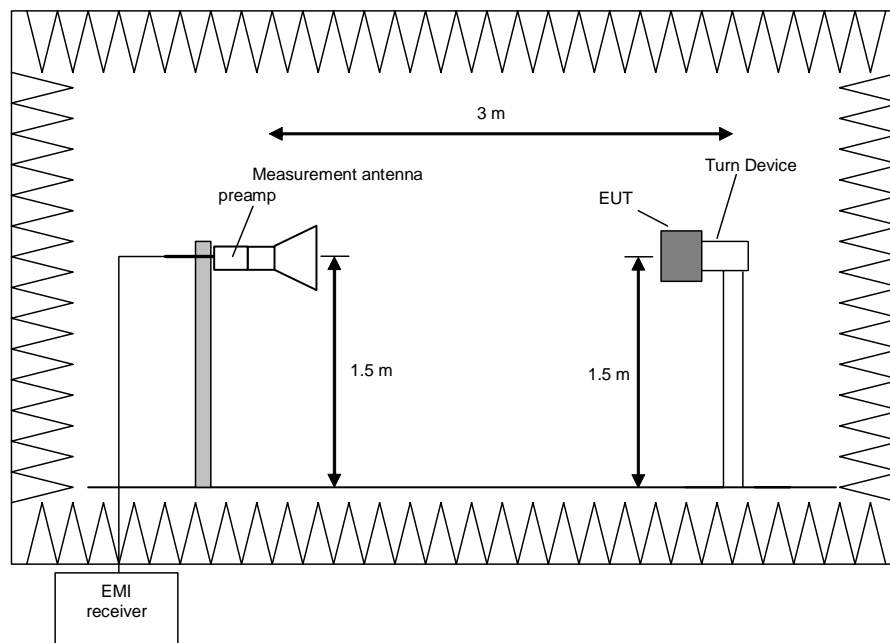 3 m
Measurement antenna
preamp
Turn Device
EUT
1.5 m
1.5 m
EMI
receiver